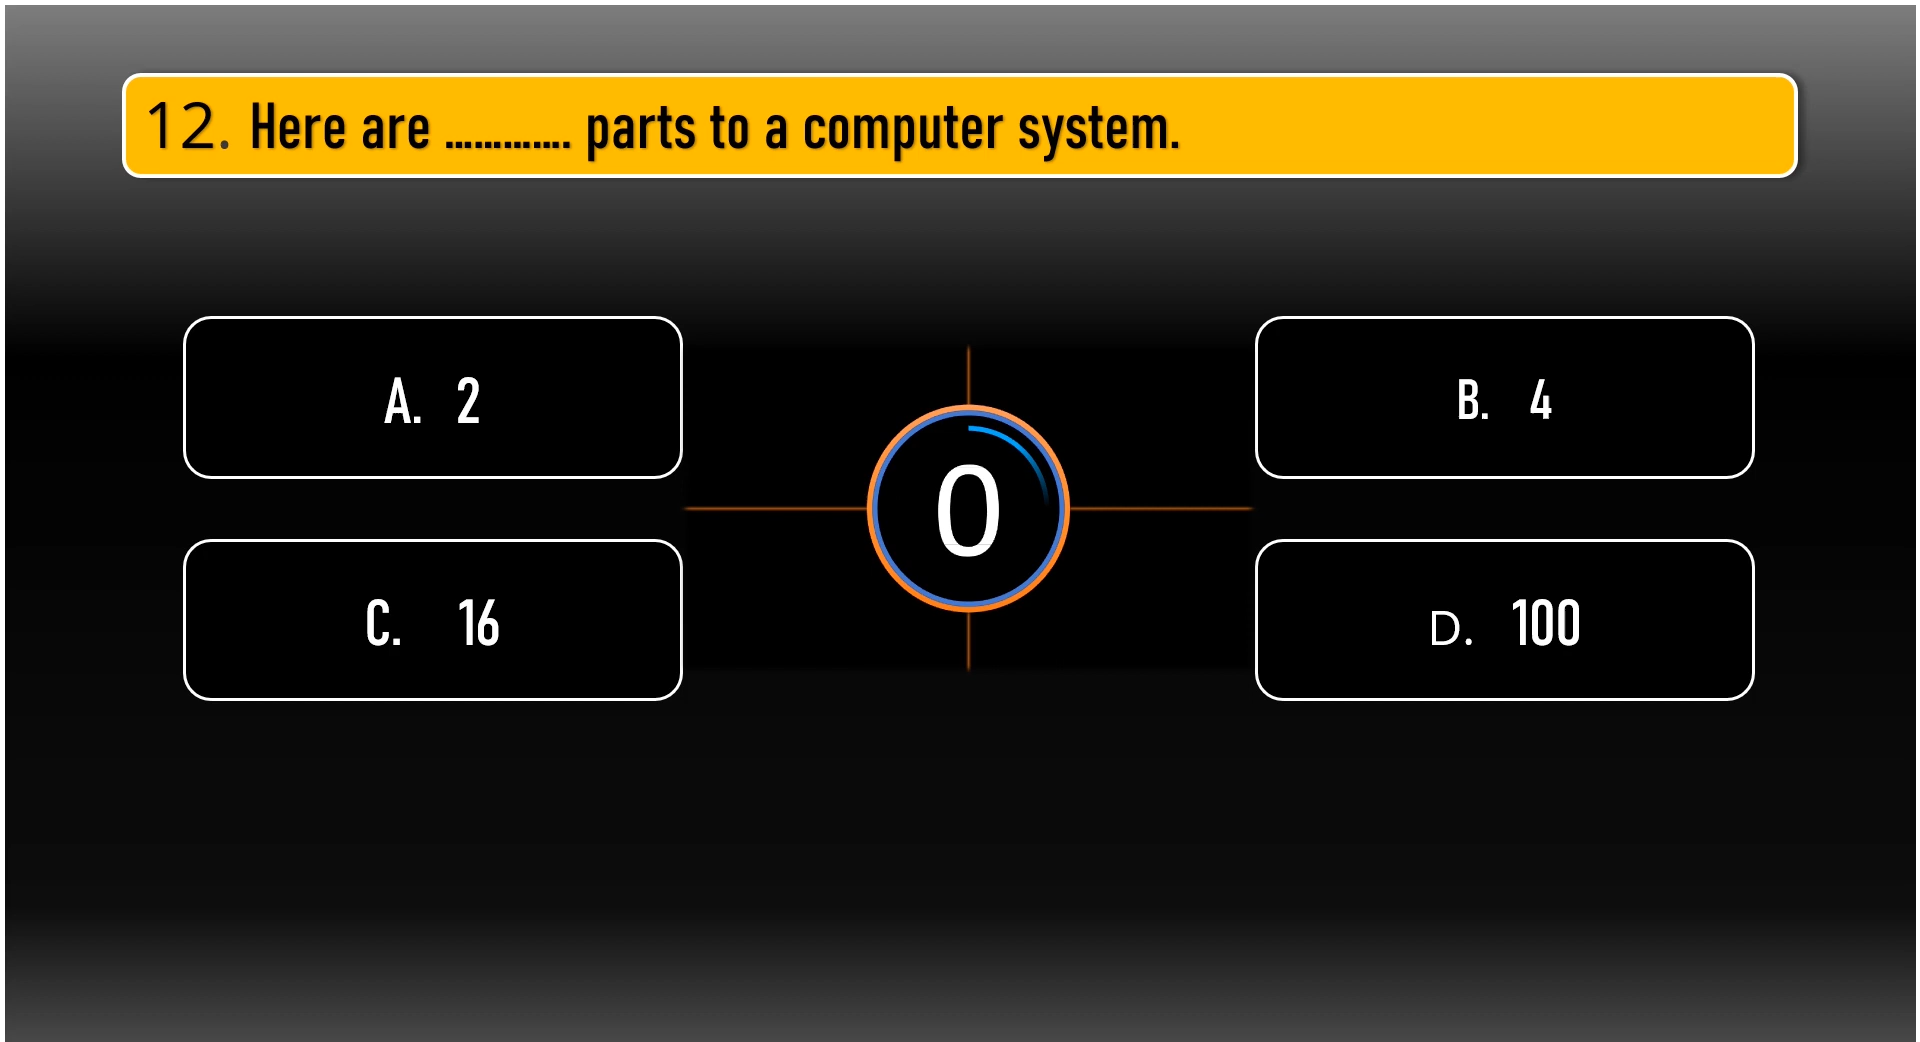 12. Here are ............. parts to a computer system.
A. 2
B. 4
0
C. 16
D. 100